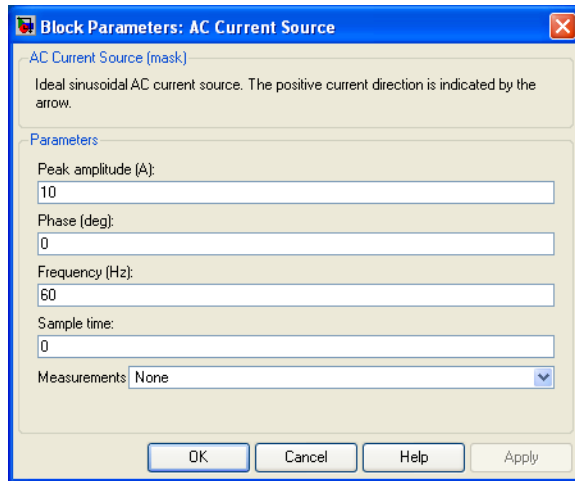 Block Parameters: AC Current Source
AC Current Source (mask)
Ideal sinusoidal AC current source. The positive current direction is indicated by the
arrow.
Parameters
Peak amplitude (A):
10
Phase (deg):
0
Frequency (Hz):
60
Sample time:
0
Measurements None
OK Cancel Help Apply